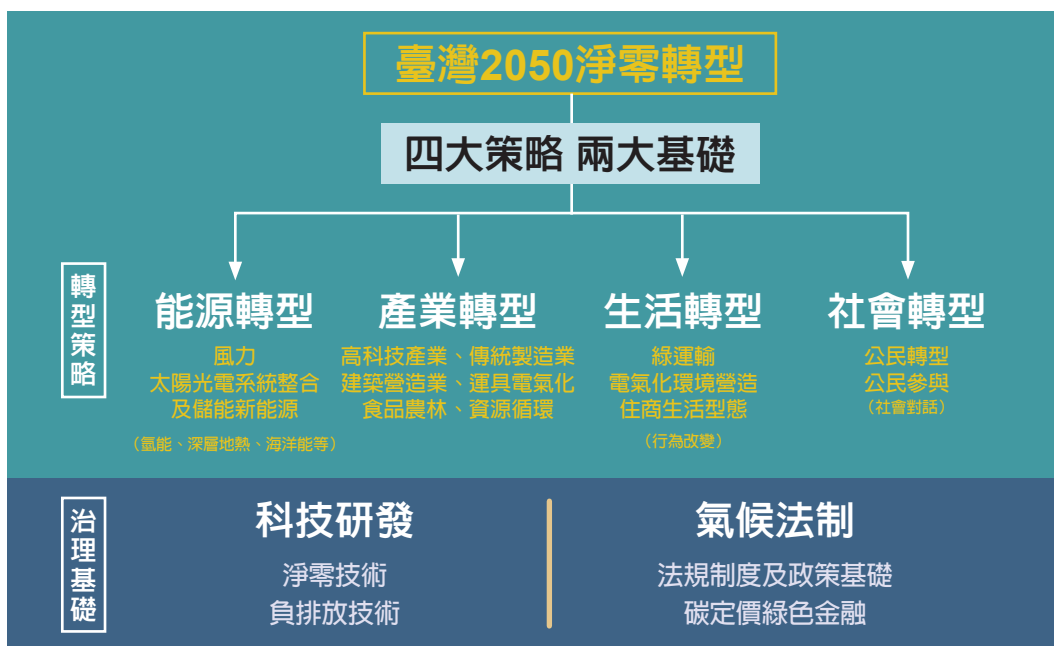 臺灣2050淨零轉型
四大策略 兩大基礎
轉型策略
能源轉型
風力
太陽光電系統整合
及儲能新能源
（氫能、深層地熱、海洋能等）
產業轉型
高科技產業、傳統製造業
建築營造業、運具電氣化
食品農林、資源循環
生活轉型
綠運輸
電氣化環境營造
住商生活型態
（行為改變）
社會轉型
公民轉型
公民參與
（社會對話）
治理基礎
科技研發
淨零技術
負排放技術
氣候法制
法規制度及政策基礎
碳定價綠色金融